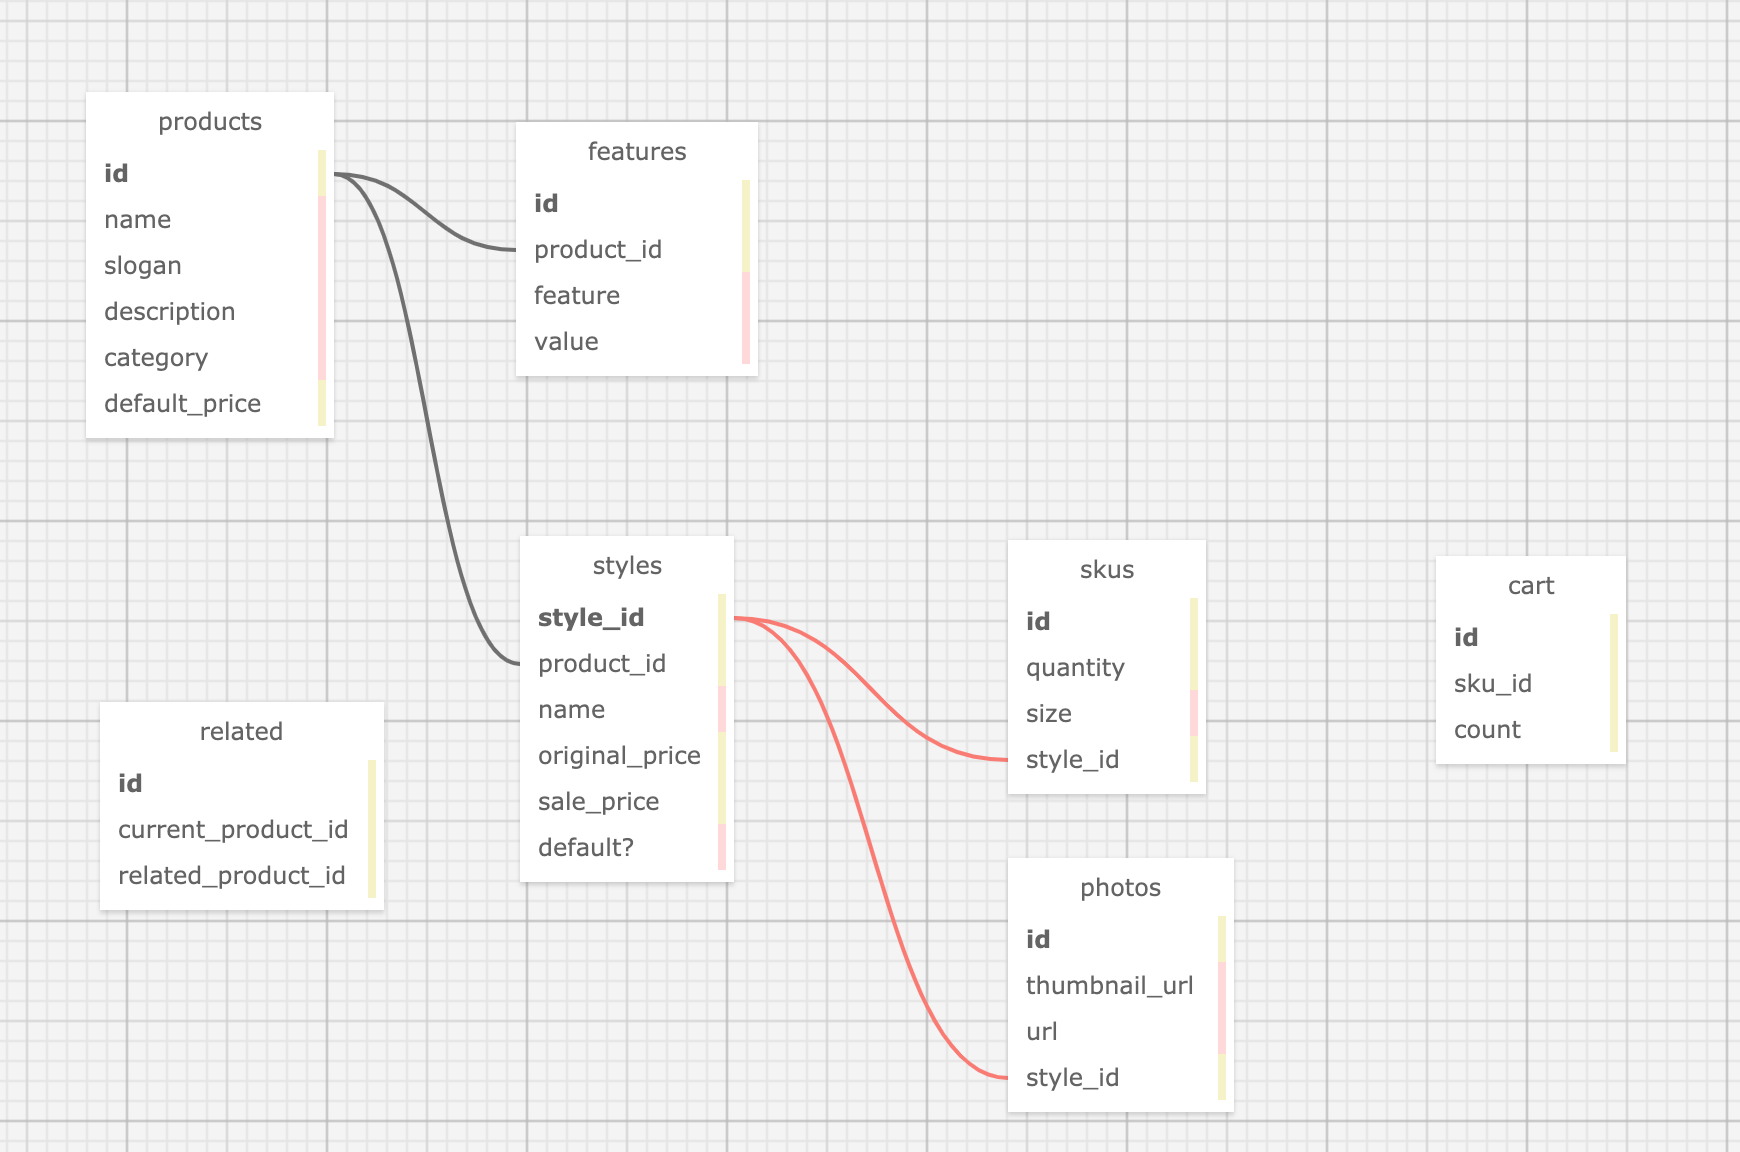 products
id
name
slogan
description
category
default_price
features
id
product_id
feature
value
styles
style_id
product_id
name
original_price
sale_price
default?
skus
id
quantity
size
style_id
cart
id
sku_id
count
related
id
current_product_id
related_product_id
photos
id
thumbnail_url
url
style_id